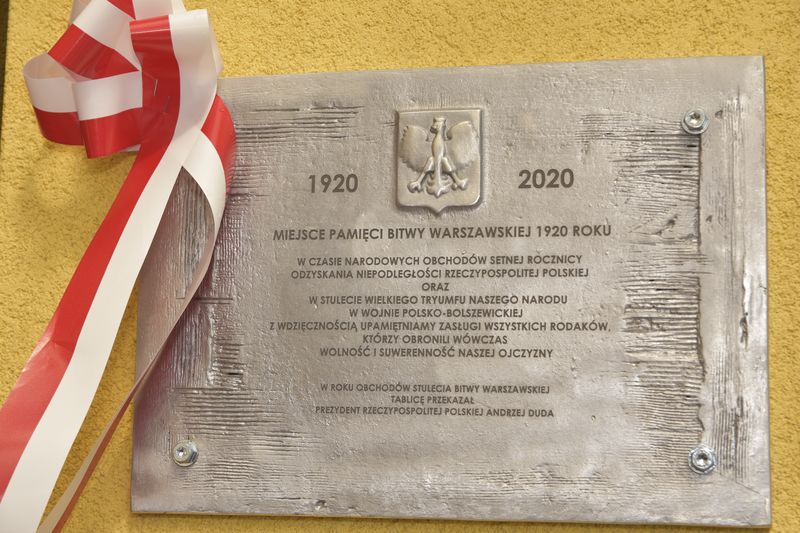 1920
2020
MIEJSCE PAMIĘCI BITWY WARSZAWSKIEJ 1920 ROKU
W CZASIE NARODOWYCH OBCHODÓW SETNEJ ROCZNICY
ODZYSKANIA NIEPODLEGŁOŚCI RZECZYPOSPOLITEJ POLSKIEJ
ORAZ
W STULECIE WIELKIEGO TRYUMFU NASZEGO NARODU
W WOJNIE POLSKO-BOLSZEWICKIEJ
Z WDZIĘCZNOŚCIĄ UPAMIĘTNIAMY ZASŁUGI WSZYSTKICH RODAKÓW,
KTÓRZY OBRONILI WÓWCZAS
WOLNOŚĆ I SUWERENNOŚĆ NASZEJ OJCZYZNY
W ROKU OBCHODÓW STULECIA BITWY WARSZAWSKIEJ
TABLICĘ PRZEKAZAŁ
PREZYDENT RZECZYPOSPOLITEJ POLSKIEJ ANDRZEJ DUDA